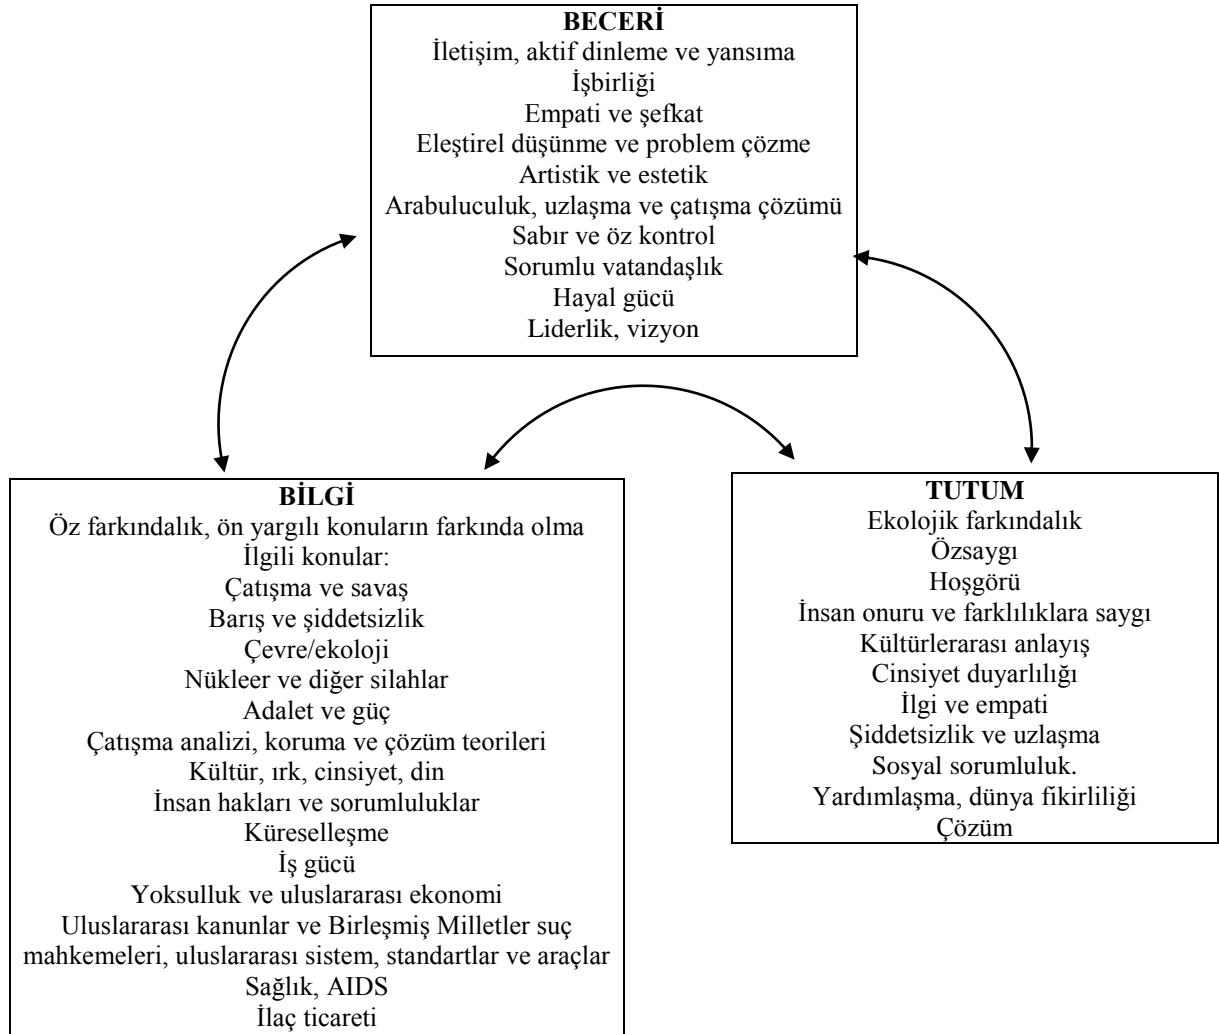 BECERİ
İletişim, aktif dinleme ve yansıma
İşbirliği
Empati ve şefkat
Eleştirel düşünme ve problem çözme
Artistik ve estetik
Arabuluculuk, uzlaşma ve çatışma çözümü
Sabır ve öz kontrol
Sorumlu vatandaşlık
Hayal gücü
Liderlik, vizyon
BİLGİ
Öz farkındalık, ön yargılı konuların farkında olma
İlgili konular:
Çatışma ve savaş
Barış ve şiddetsizlik
Çevre/ekoloji
Nükleer ve diğer silahlar
Adalet ve güç
Çatışma analizi, koruma ve çözüm teorileri
Kültür, ırk, cinsiyet, din
İnsan hakları ve sorumluluklar
Küreselleşme
İş gücü
Yoksulluk ve uluslararası ekonomi
Uluslararası kanunlar ve Birleşmiş Milletler suç
mahkemeleri, uluslararası sistem, standartlar ve araçlar
Sağlık, AIDS
İlaç ticareti
TUTUM
Ekolojik farkındalık
Özsaygı
Hoşgörü
İnsan onuru ve farklılıklara saygı
Kültürlerarası anlayış
Cinsiyet duyarlılığı
İlgi ve empati
Şiddetsizlik ve uzlaşma
Sosyal sorumluluk.
Yardımlaşma, dünya fikirliliği
Çözüm